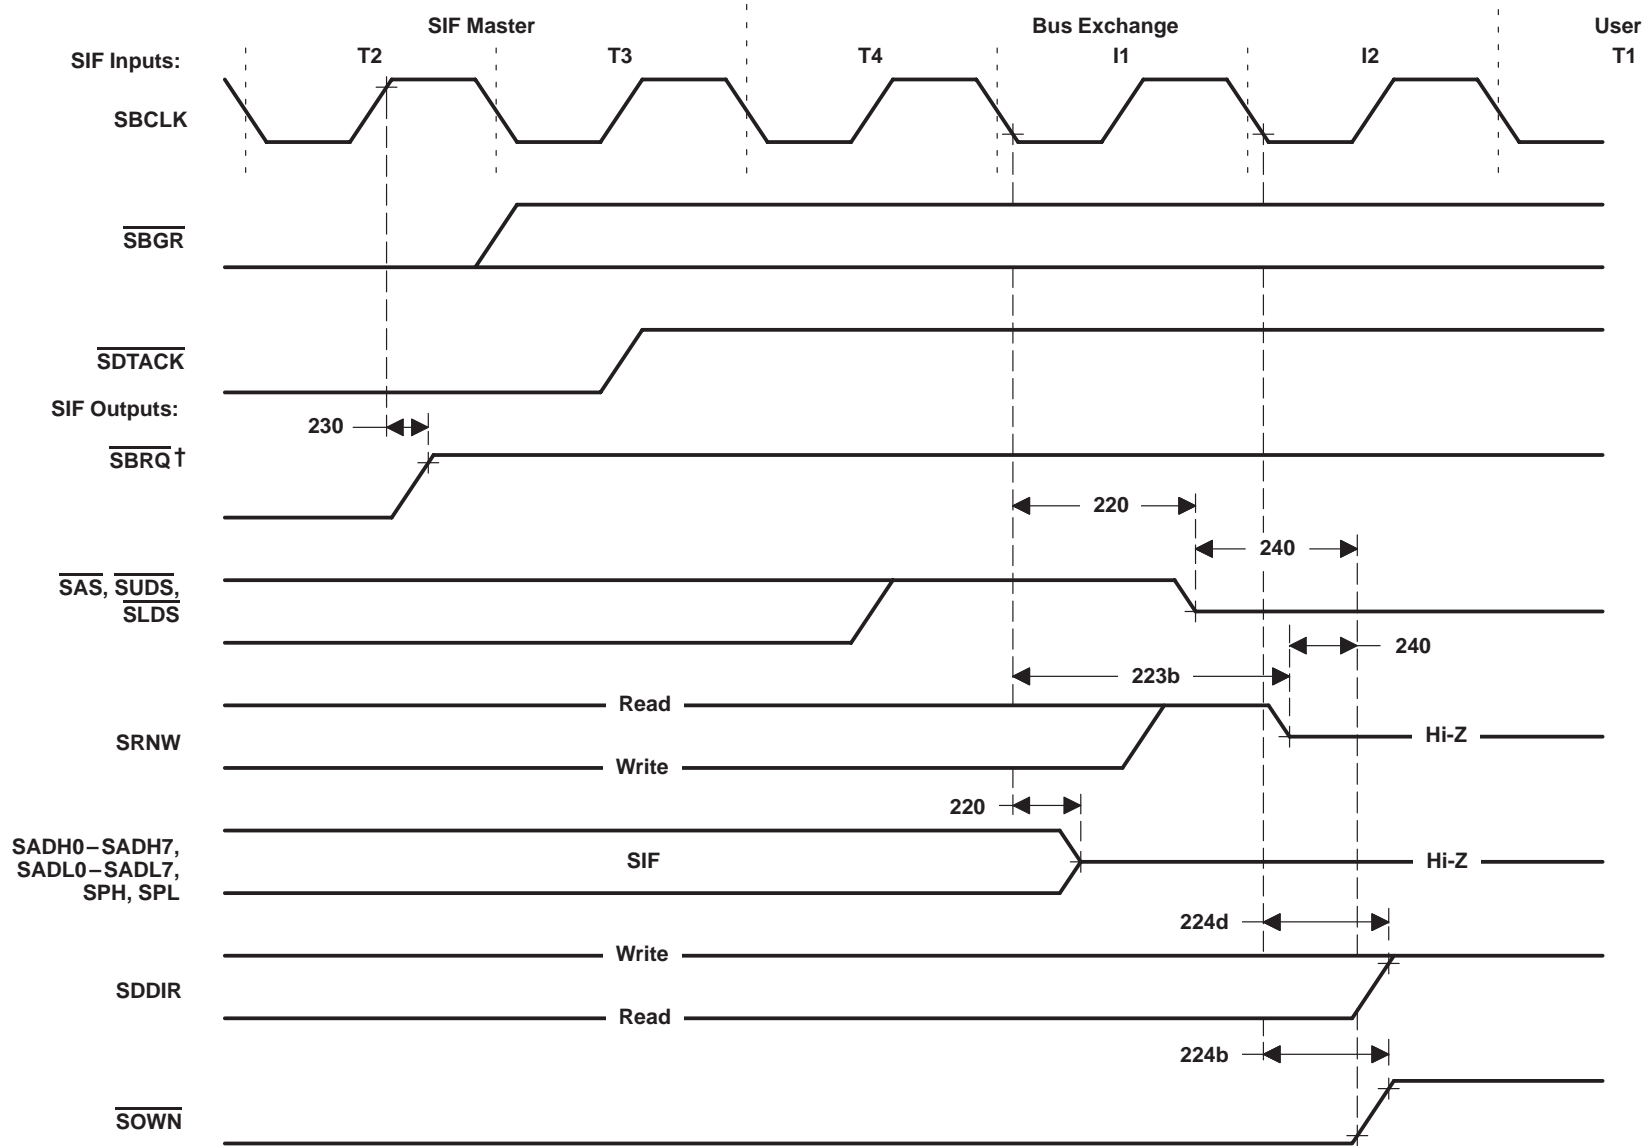 SIF Master
Bus Exchange
User
SIF Inputs:
T2
T3
T4
I1
I2
T1
SBCLK
SBGR
SDTACK
SIF Outputs:
230
SBRQ†
220
240
SAS, SUDS,
SLDS
240
223b
Read
SRNW
Hi-Z
Write
220
SADH0–SADH7,
SADL0–SADL7,
SPH, SPL
SIF
Hi-Z
224d
Write
SDDIR
Read
224b
SOWN